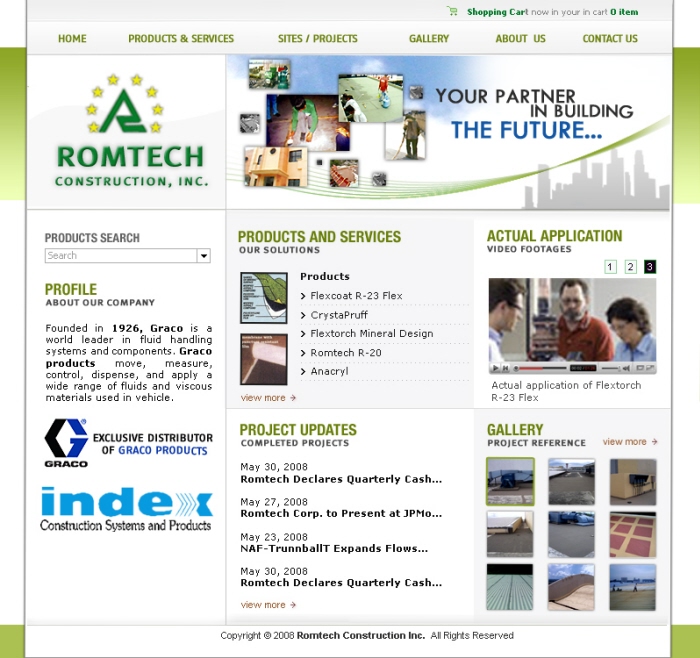 Shopping Cart now in your in cart 0 item
HOME
PRODUCTS & SERVICES
SITES / PROJECTS
GALLERY
ABOUT US
CONTACT US
ROMTECH
CONSTRUCTION, INC.
YOUR PARTNER
IN BUILDING
THE FUTURE...
PRODUCTS SEARCH
Search
PROFILE
ABOUT OUR COMPANY
Founded in 1926, Graco is a
world leader in fluid handling
systems and components. Graco
products move, measure,
control, dispense, and apply a
wide range of fluids and viscous
materials used in vehicle.
GRACO
EXCLUSIVE DISTRIBUTOR
OF GRACO PRODUCTS
index
Construction Systems and Products
PRODUCTS AND SERVICES
OUR SOLUTIONS
Products
Flexcoat R-23 Flex
CrystaPruff
Flextorch Mineral Design
Romtech R-20
Anacryl
view more
ACTUAL APPLICATION
VIDEO FOOTAGES
1 2 3
Actual application of Flextorch
R-23 Flex
PROJECT UPDATES
COMPLETED PROJECTS
May 30, 2008
Romtech Declares Quarterly Cash...
May 27, 2008
Romtech Corp. to Present at JPMo...
May 23, 2008
NAF-TrunnballT Expands Flows...
May 30, 2008
Romtech Declares Quarterly Cash...
view more
GALLERY
PROJECT REFERENCE
view more
Copyright © 2008 Romtech Construction Inc. All Rights Reserved